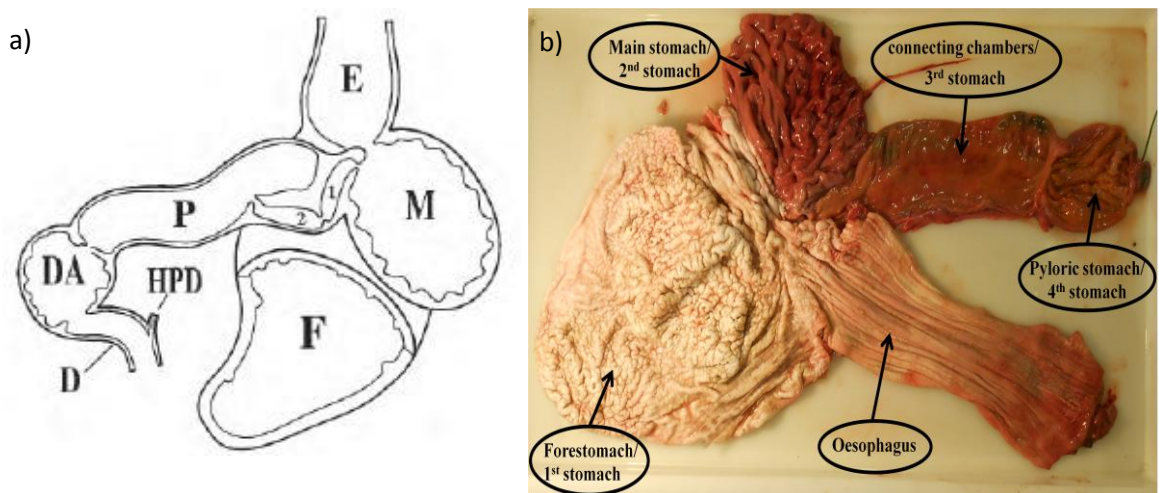 a)
E
P
1
2
M
DA
HPD
F
D
b)
Main stomach/
2nd stomach
connecting chambers/
3rd stomach
Pyloric stomach/
4th stomach
Oesophagus
Forestomach/
1st stomach